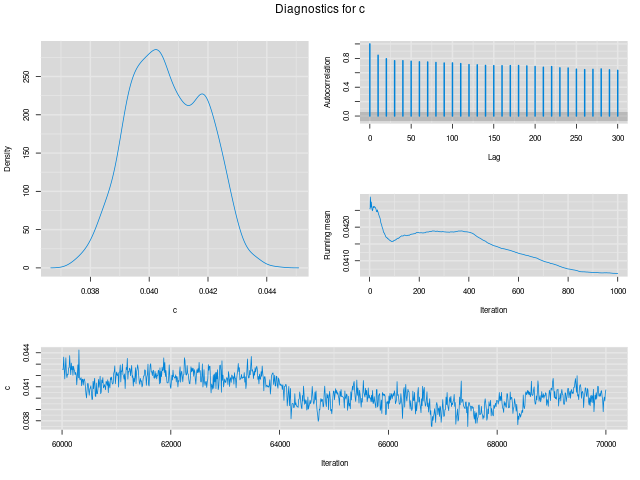 Diagnostics for c
Density
0 50 100 150 200 250
0.038 0.040 0.042 0.044
c
Autocorrelation
0.0 0.4 0.8
0 50 100 150 200 250 300
Lag
Running mean
0.0410 0.0420
0 200 400 600 800 1000
Iteration
c
0.038 0.041 0.044
60000 62000 64000 66000 68000 70000
Iteration